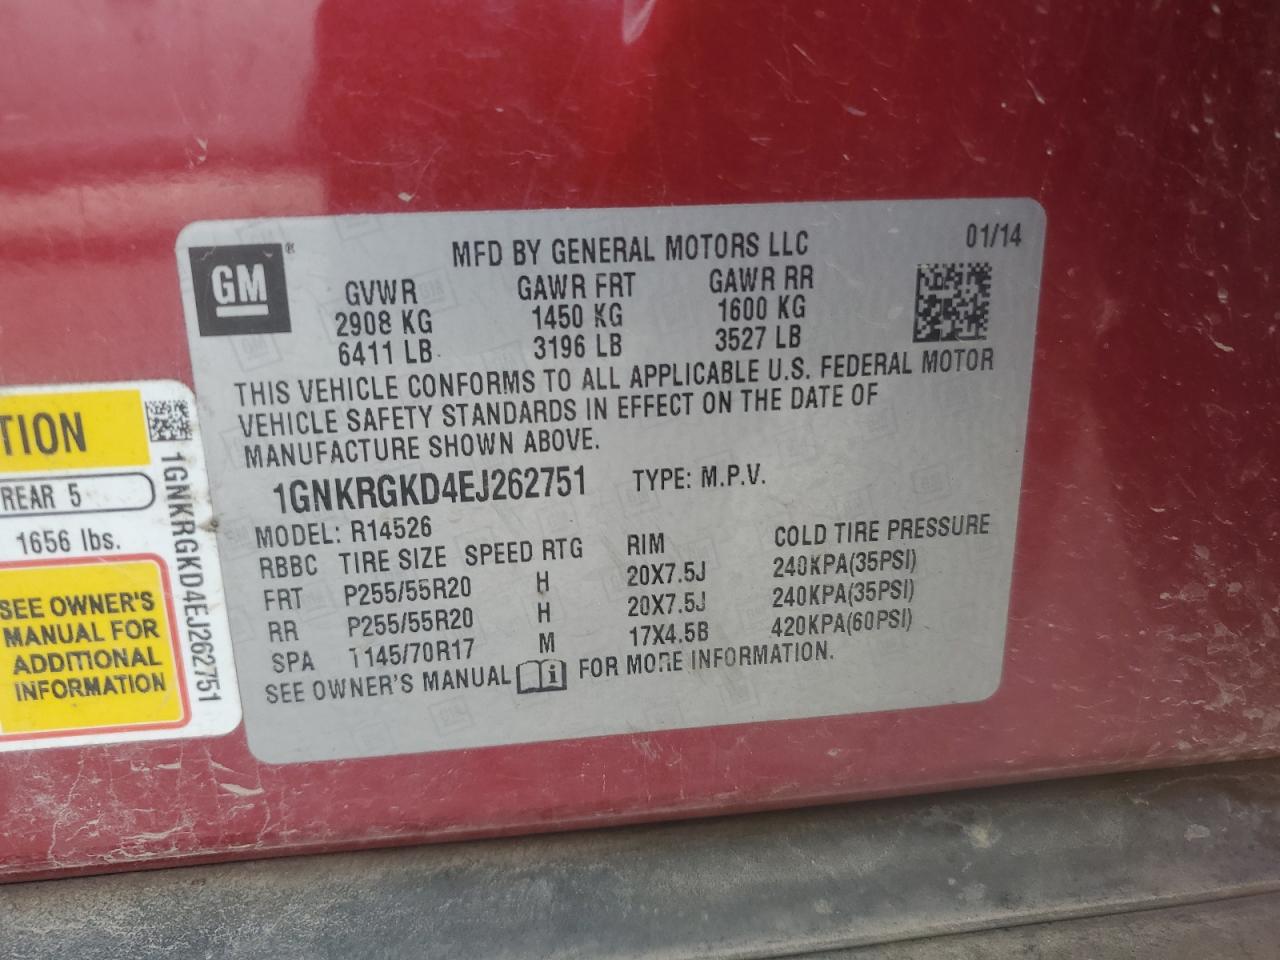 GM ®
MFD BY GENERAL MOTORS LLC 01/14
GVWR GAWR FRT GAWR RR
2908 KG 1450 KG 1600 KG
6411 LB 3196 LB 3527 LB
THIS VEHICLE CONFORMS TO ALL APPLICABLE U.S. FEDERAL MOTOR
VEHICLE SAFETY STANDARDS IN EFFECT ON THE DATE OF
MANUFACTURE SHOWN ABOVE.
1GNKRGKD4EJ262751 TYPE: M.P.V.
MODEL: R14526
RBBC TIRE SIZE SPEED RTG RIM COLD TIRE PRESSURE
FRT P255/55R20 H 20X7.5J 240KPA(35PSI)
RR P255/55R20 H 20X7.5J 240KPA(35PSI)
SPA T145/70R17 M 17X4.5B 420KPA(60PSI)
SEE OWNER'S MANUAL i FOR MORE INFORMATION.
TION
REAR 5
1656 lbs.
SEE OWNER'S
MANUAL FOR
ADDITIONAL
INFORMATION
1GNKRGKD4EJ262751